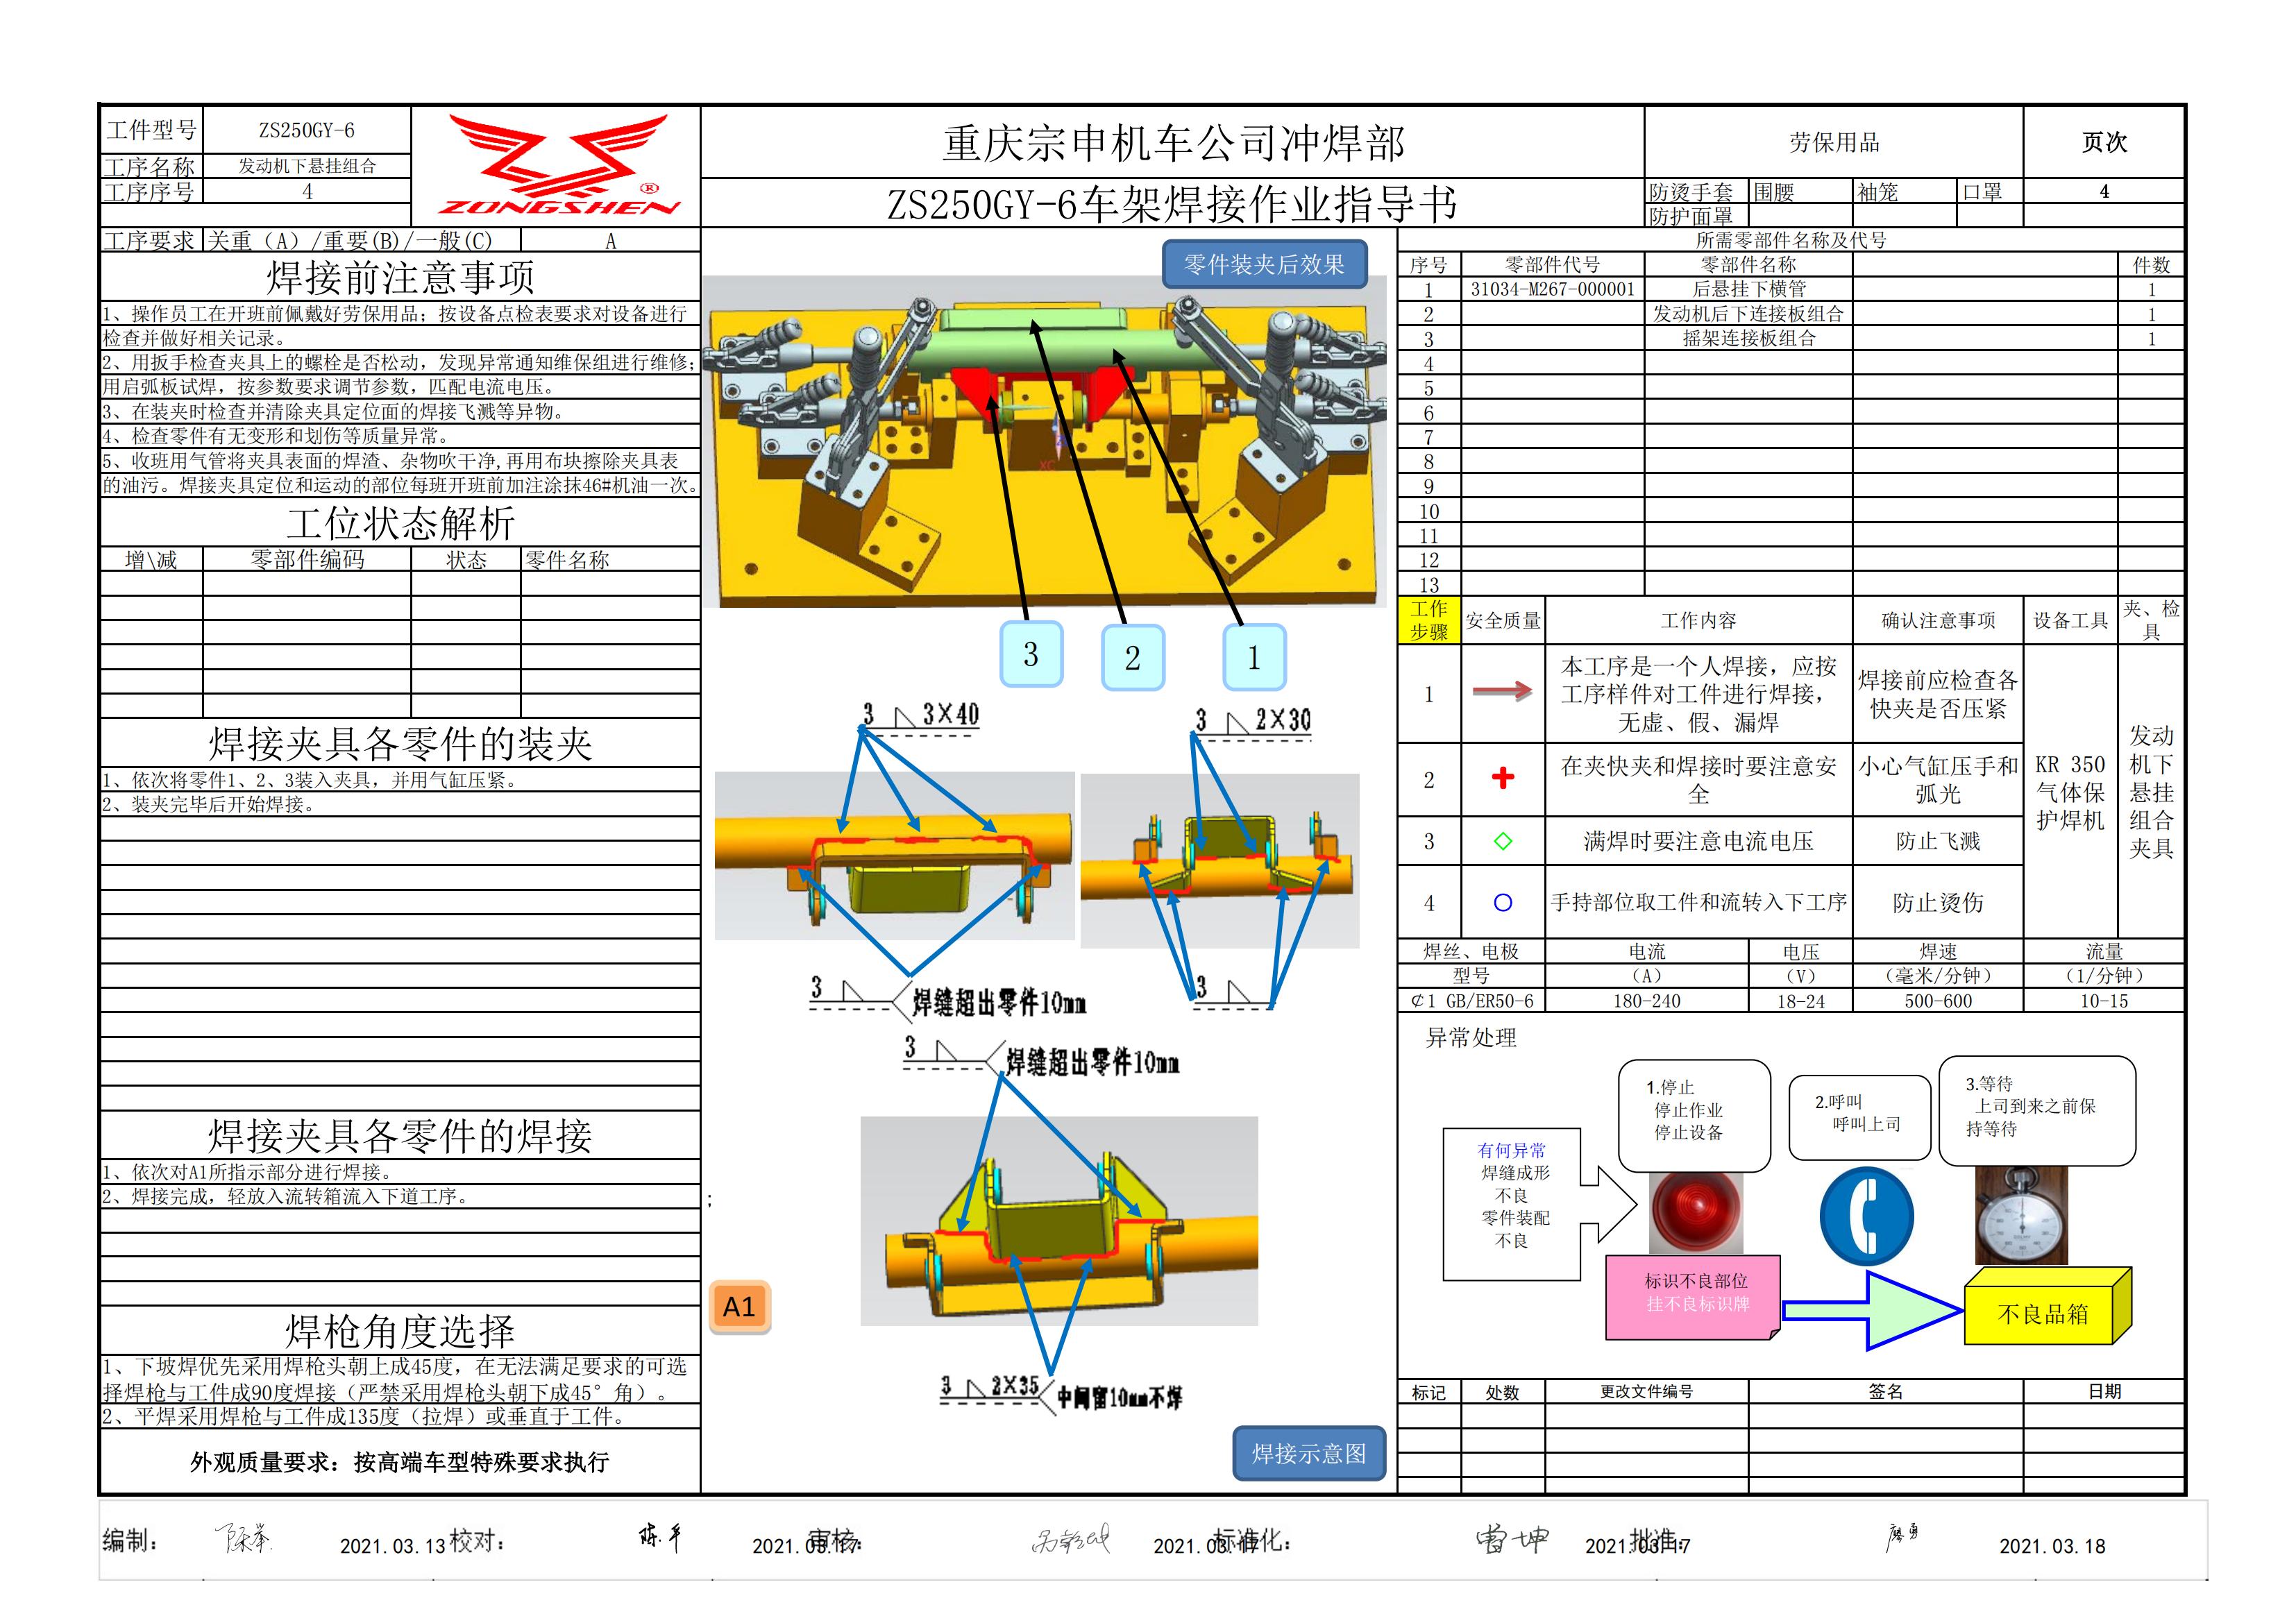 工件型号 ZS250GY-6
工序名称 发动机下悬挂组合
工序序号 4
ZONGSHEN ®
重庆宗申机车公司冲焊部
ZS250GY-6车架焊接作业指导书
劳保用品 页次
防烫手套 围腰 袖笼 口罩 4
防护面罩
工序要求 关重（A）/重要(B)/一般(C) A
焊接前注意事项
1、操作员工在开班前佩戴好劳保用品；按设备点检表要求对设备进行
检查并做好相关记录。
2、用扳手检查夹具上的螺栓是否松动，发现异常通知维保组进行维修；
用启弧板试焊，按参数要求调节参数，匹配电流电压。
3、在装夹时检查并清除夹具定位面的焊接飞溅等异物。
4、检查零件有无变形和划伤等质量异常。
5、收班用气管将夹具表面的焊渣、杂物吹干净,再用布块擦除夹具表
的油污。焊接夹具定位和运动的部位每班开班前加注涂抹46#机油一次。
工位状态解析
增\减 零部件编码 状态 零件名称
焊接夹具各零件的装夹
1、依次将零件1、2、3装入夹具，并用气缸压紧。
2、装夹完毕后开始焊接。
焊接夹具各零件的焊接
1、依次对A1所指示部分进行焊接。
2、焊接完成，轻放入流转箱流入下道工序。
焊枪角度选择
1、下坡焊优先采用焊枪头朝上成45度，在无法满足要求的可选
择焊枪与工件成90度焊接（严禁采用焊枪头朝下成45°角）。
2、平焊采用焊枪与工件成135度（拉焊）或垂直于工件。
外观质量要求：按高端车型特殊要求执行
零件装夹后效果
XC
3 2 1
3 3×40
3 2×30
3 焊缝超出零件10mm
3
3 焊缝超出零件10mm
;
A1
3 2×35 中间留10mm不焊
焊接示意图
所需零部件名称及代号
序号 零部件代号 零部件名称 件数
1 31034-M267-000001 后悬挂下横管 1
2 发动机后下连接板组合 1
3 摇架连接板组合 1
4
5
6
7
8
9
10
11
12
13
工作步骤 安全质量 工作内容 确认注意事项 设备工具 夹、检具
1 本工序是一个人焊接，应按
工序样件对工件进行焊接，
无虚、假、漏焊
焊接前应检查各
快夹是否压紧
2 在夹快夹和焊接时要注意安
全
小心气缸压手和
弧光
3 满焊时要注意电流电压 防止飞溅
4 手持部位取工件和流转入下工序 防止烫伤
KR 350
气体保
护焊机
发动
机下
悬挂
组合
夹具
焊丝、电极 电流 电压 焊速 流量
型号 （A） （V） （毫米/分钟） （1/分钟）
¢1 GB/ER50-6 180-240 18-24 500-600 10-15
异常处理
有何异常
焊缝成形
不良
零件装配
不良
1.停止
停止作业
停止设备
2.呼叫
呼叫上司
3.等待
上司到来之前保
持等待
标识不良部位
挂不良标识牌
不良品箱
标记 处数 更改文件编号 签名 日期
编制： 2021.03.13 校对： 陈平 2021.03.17 审核： 2021.03.17 标准化： 2021.03.17 批准： 廖勇 2021.03.18